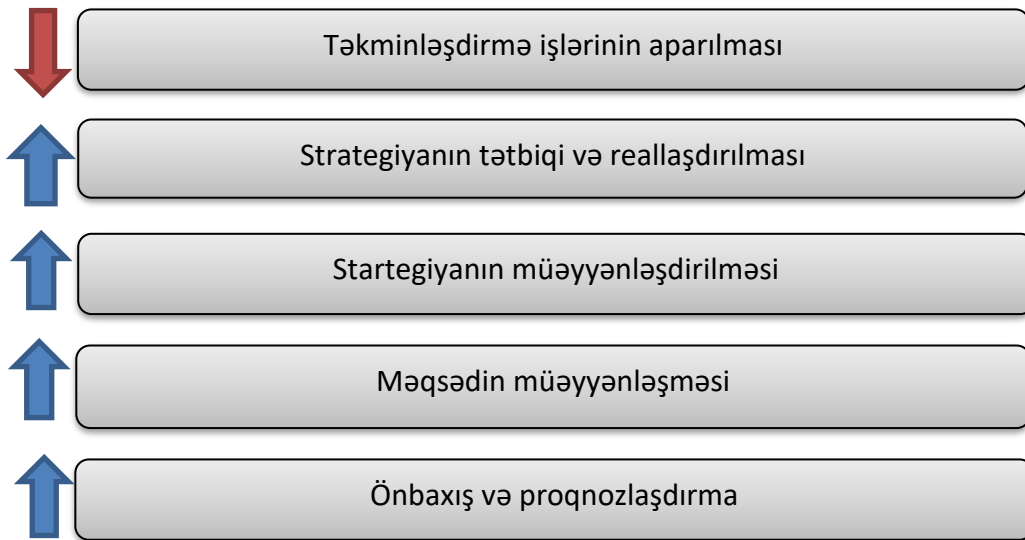 Təkminləşdirmə işlərinin aparılması
Strategiyanın tətbiqi və reallaşdırılması
Startegiyanın müəyyənləşdirilməsi
Məqsədin müəyyənləşməsi
Önbaxış və proqnozlaşdırma